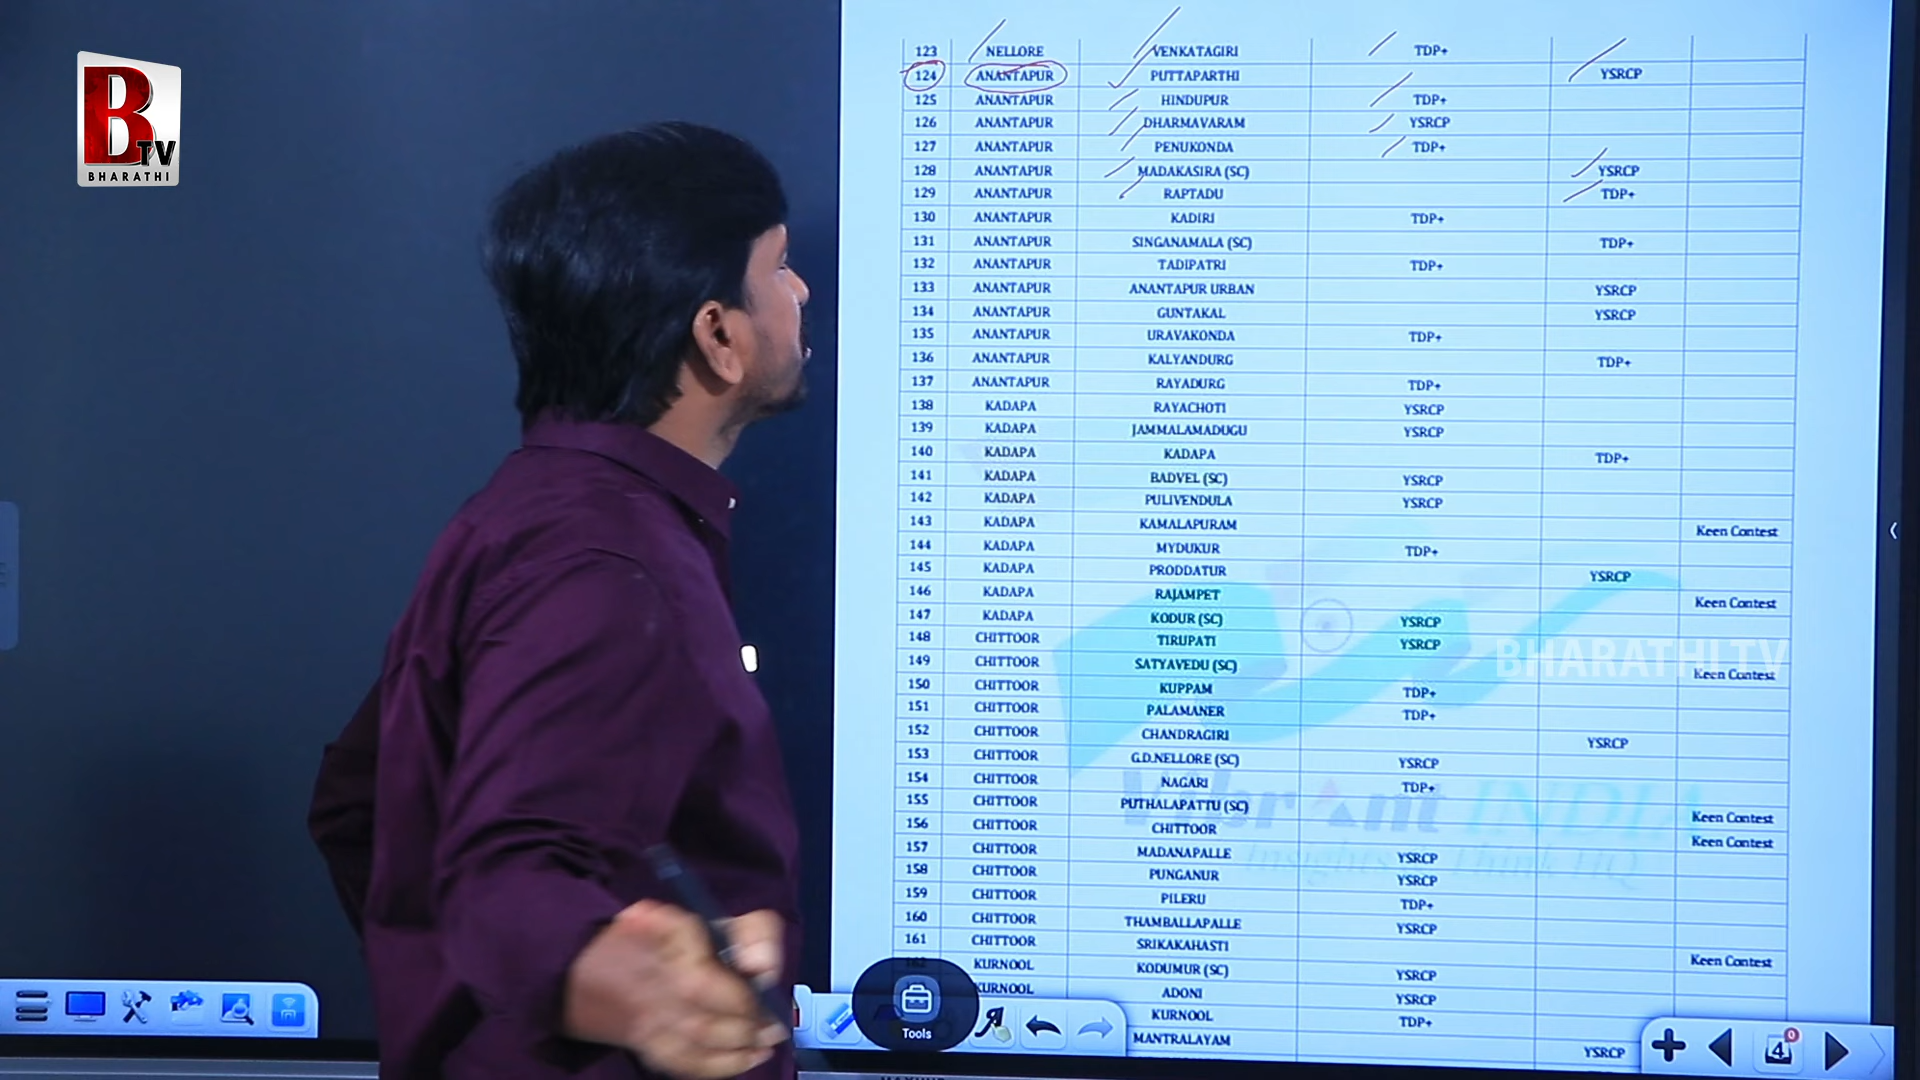 B TV
BHARATHI
123 NELLORE VENKATAGIRI TDP+
124 ANANTAPUR PUTTAPARTHI YSRCP
125 ANANTAPUR HINDUPUR TDP+
126 ANANTAPUR DHARMAVARAM YSRCP
127 ANANTAPUR PENUKONDA TDP+
128 ANANTAPUR MADAKASIRA (SC) YSRCP
129 ANANTAPUR RAPTADU TDP+
130 ANANTAPUR KADIRI TDP+
131 ANANTAPUR SINGANAMALA (SC) TDP+
132 ANANTAPUR TADIPATRI TDP+
133 ANANTAPUR ANANTAPUR URBAN YSRCP
134 ANANTAPUR GUNTAKAL YSRCP
135 ANANTAPUR URAVAKONDA TDP+
136 ANANTAPUR KALYANDURG TDP+
137 ANANTAPUR RAYADURG TDP+
138 KADAPA RAYACHOTI YSRCP
139 KADAPA JAMMALAMADUGU YSRCP
140 KADAPA KADAPA TDP+
141 KADAPA BADVEL (SC) YSRCP
142 KADAPA PULIVENDULA YSRCP
143 KADAPA KAMALAPURAM Keen Contest
144 KADAPA MYDUKUR TDP+
145 KADAPA PRODDATUR YSRCP
146 KADAPA RAJAMPET Keen Contest
147 KADAPA KODUR (SC) YSRCP
148 CHITTOOR TIRUPATI YSRCP
149 CHITTOOR SATYAVEDU (SC) Keen Contest
150 CHITTOOR KUPPAM TDP+
151 CHITTOOR PALAMANER TDP+
152 CHITTOOR CHANDRAGIRI YSRCP
153 CHITTOOR G.D.NELLORE (SC) YSRCP
154 CHITTOOR NAGARI TDP+
155 CHITTOOR PUTHALAPATTU (SC) Keen Contest
156 CHITTOOR CHITTOOR Keen Contest
157 CHITTOOR MADANAPALLE YSRCP
158 CHITTOOR PUNGANUR YSRCP
159 CHITTOOR PILERU TDP+
160 CHITTOOR THAMBALLAPALLE YSRCP
161 CHITTOOR SRIKAKAHASTI Keen Contest
162 KURNOOL KODUMUR (SC) YSRCP
KURNOOL ADONI YSRCP
KURNOOL TDP+
MANTRALAYAM YSRCP
BHARATHI TV
Vibrant INDIA
Tools
4
0